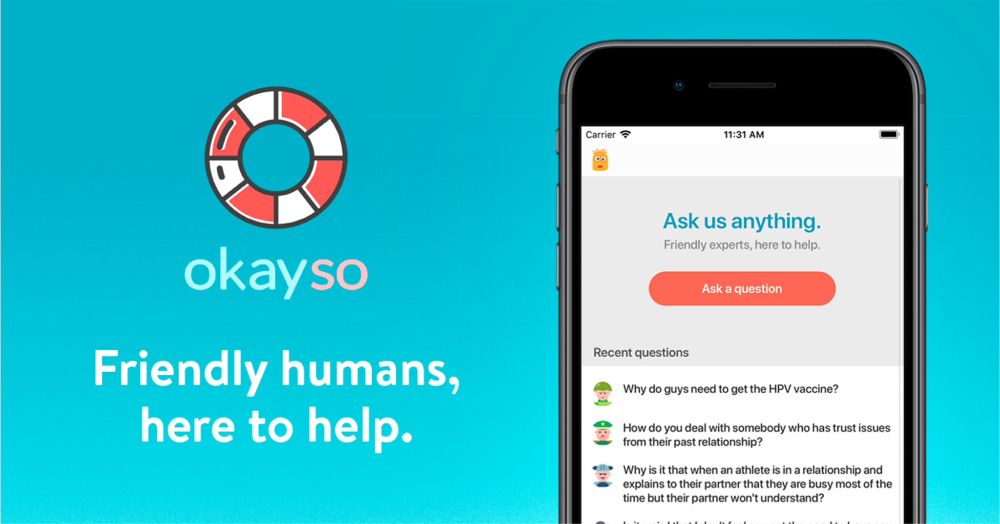 okayso
Friendly humans,
here to help.
Carrier
11:31 AM
Ask us anything.
Friendly experts, here to help.
Ask a question
Recent questions
Why do guys need to get the HPV vaccine?
How do you deal with somebody who has trust issues
from their past relationship?
Why is it that when an athlete is in a relationship and
explains to their partner that they are busy most of the
time but their partner won't understand?